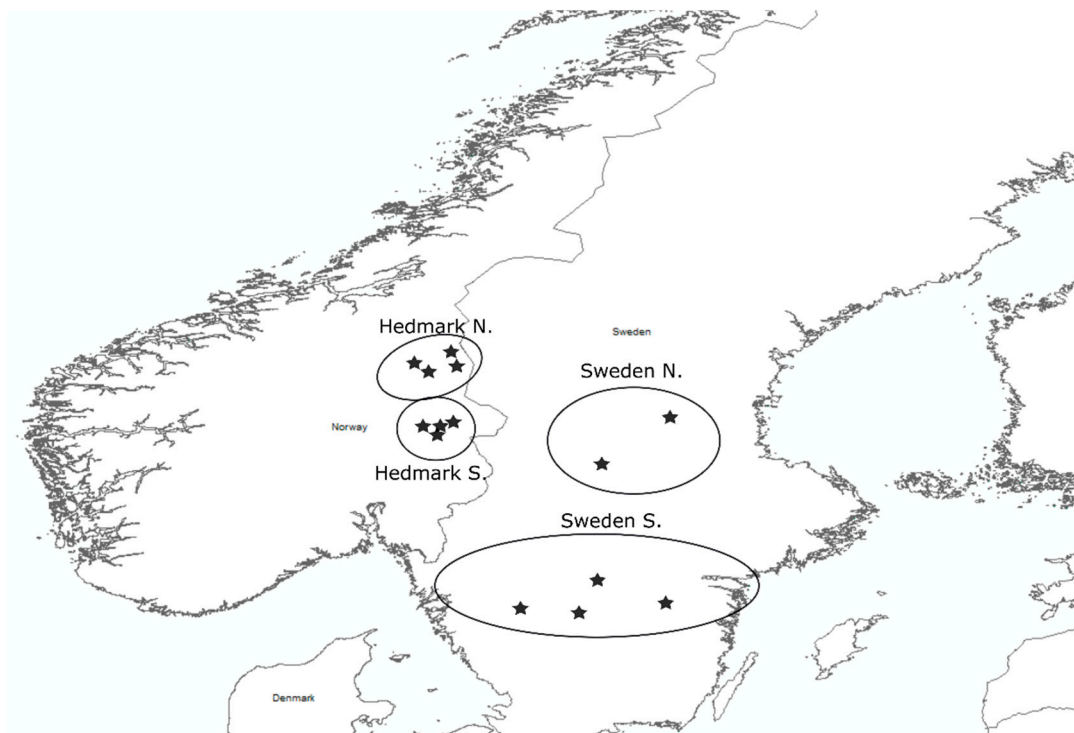 Hedmark N.
Sweden
Sweden N.
Norway
Hedmark S.
Sweden S.
Denmark